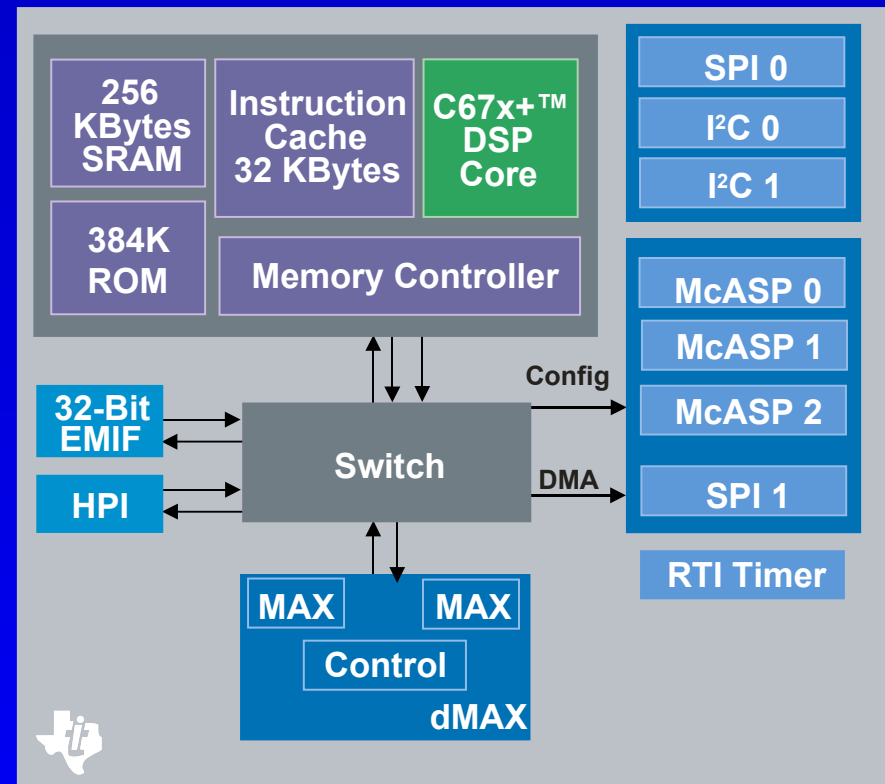 256
KBytes
SRAM
Instruction
Cache
32 KBytes
C67x+™
DSP
Core
384K
ROM
Memory Controller
SPI 0
I²C 0
I²C 1
McASP 0
McASP 1
McASP 2
SPI 1
RTI Timer
Config
DMA
32-Bit
EMIF
HPI
Switch
MAX
MAX
Control
dMAX
ti